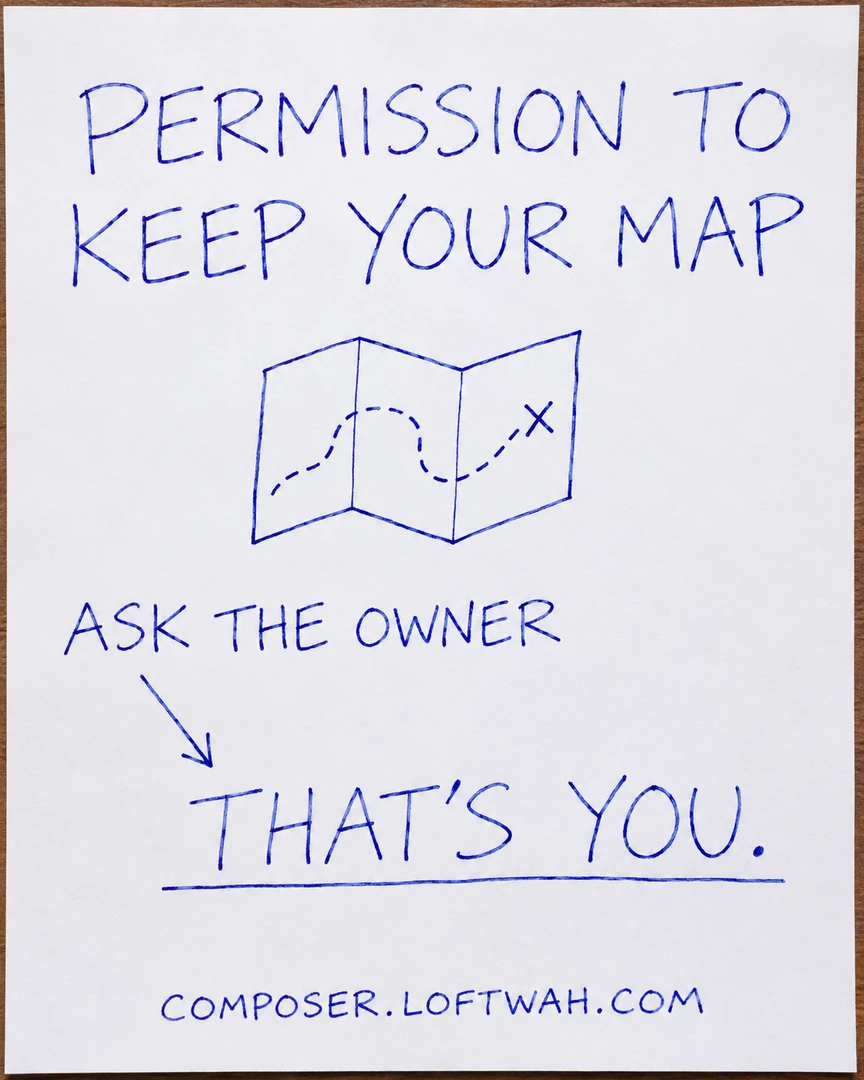 PERMISSION TO
KEEP YOUR MAP
ASK THE OWNER
THAT'S YOU.
COMPOSER.LOFTWAH.COM